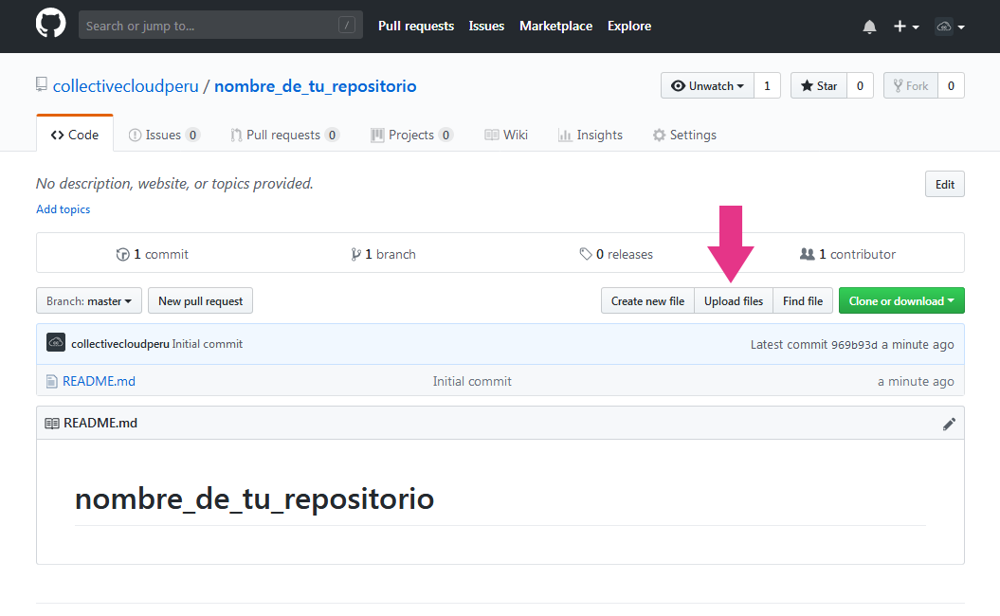 Search or jump to... / Pull requests Issues Marketplace Explore
collectivecloudperu / nombre_de_tu_repositorio Unwatch 1 Star 0 Fork 0
Code Issues 0 Pull requests 0 Projects 0 Wiki Insights Settings
No description, website, or topics provided. Edit
Add topics
1 commit 1 branch 0 releases 1 contributor
Branch: master New pull request Create new file Upload files Find file Clone or download
collectivecloudperu Initial commit Latest commit 969b93d a minute ago
README.md Initial commit a minute ago
README.md
nombre_de_tu_repositorio